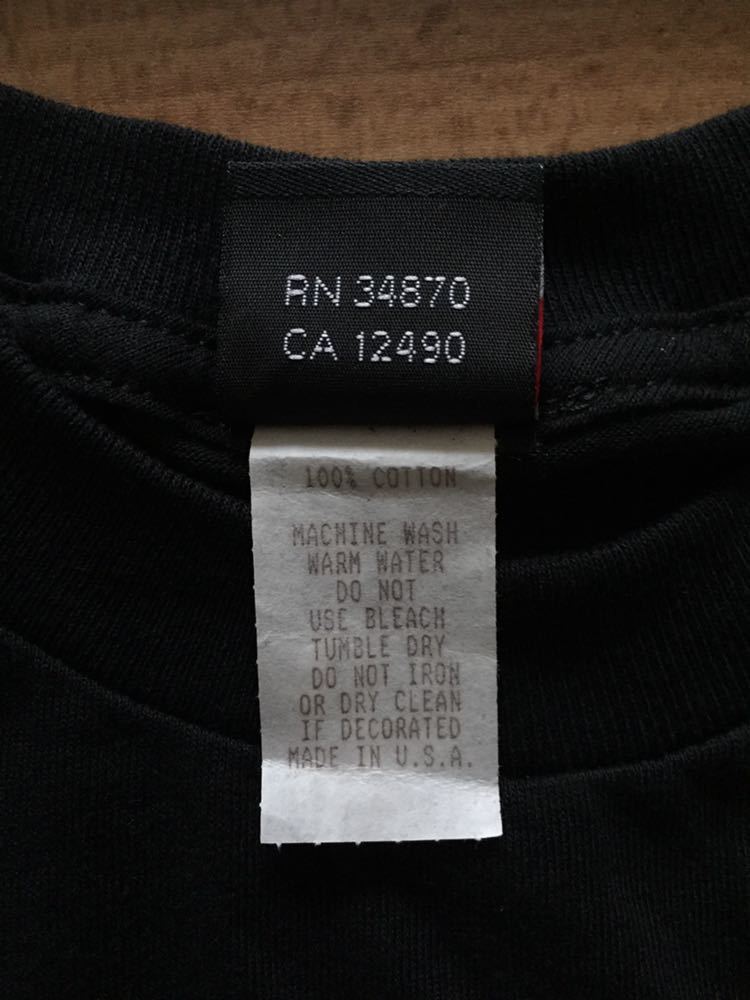 RN 34870
CA 12490
100% COTTON
MACHINE WASH
WARM WATER
DO NOT
USE BLEACH
TUMBLE DRY
DO NOT IRON
OR DRY CLEAN
IF DECORATED
MADE IN U.S.A.